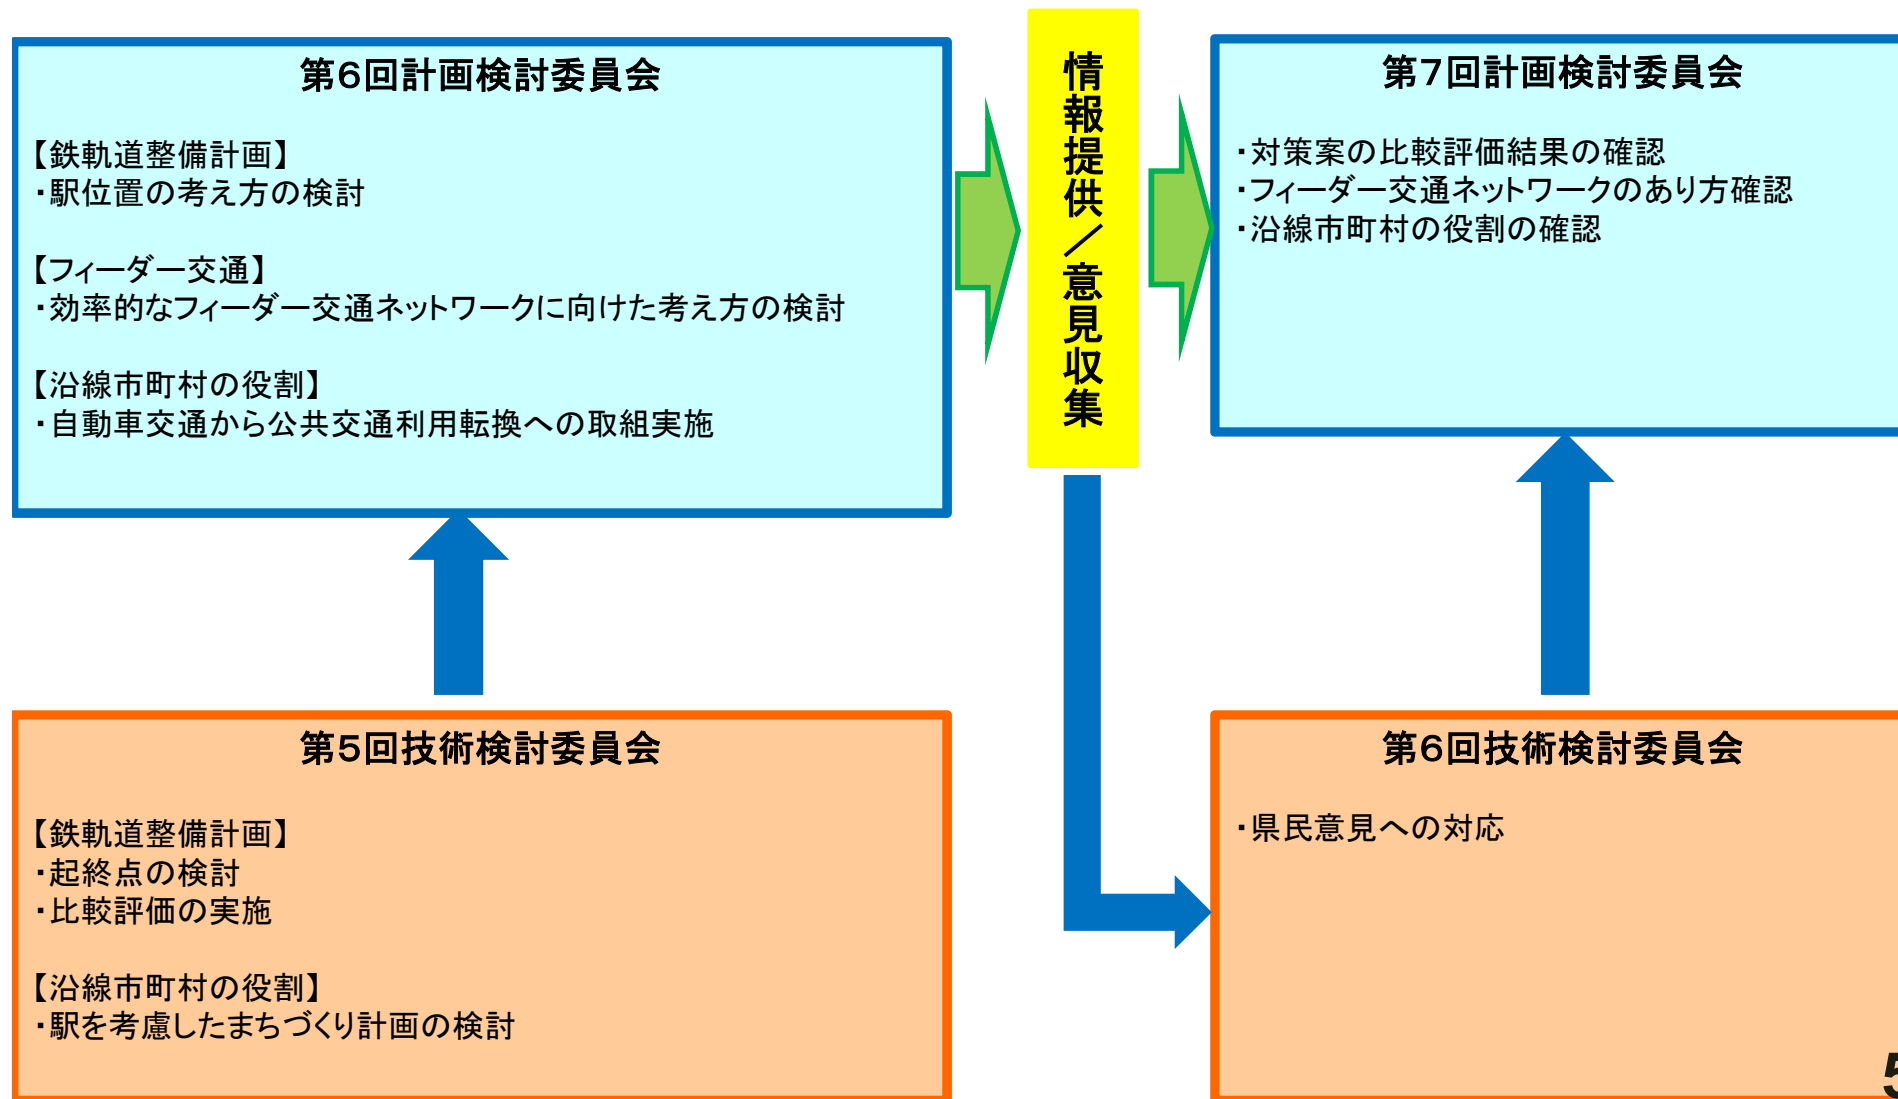 第6回計画検討委員会
【鉄軌道整備計画】
・駅位置の考え方の検討
【フィーダー交通】
・効率的なフィーダー交通ネットワークに向けた考え方の検討
【沿線市町村の役割】
・自動車交通から公共交通利用転換への取組実施
情報提供／意見収集
第7回計画検討委員会
・対策案の比較評価結果の確認
・フィーダー交通ネットワークのあり方確認
・沿線市町村の役割の確認
第5回技術検討委員会
【鉄軌道整備計画】
・起終点の検討
・比較評価の実施
【沿線市町村の役割】
・駅を考慮したまちづくり計画の検討
第6回技術検討委員会
・県民意見への対応
5